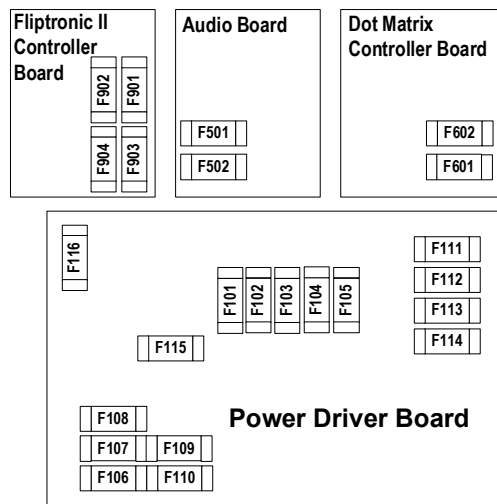 Fliptronic II
Controller
Board
F902
F901
F904
F903
Audio Board
F501
F502
Dot Matrix
Controller Board
F602
F601
F116
F101
F102
F103
F104
F105
F111
F112
F113
F114
F115
F108
F107
F109
F106
F110
Power Driver Board